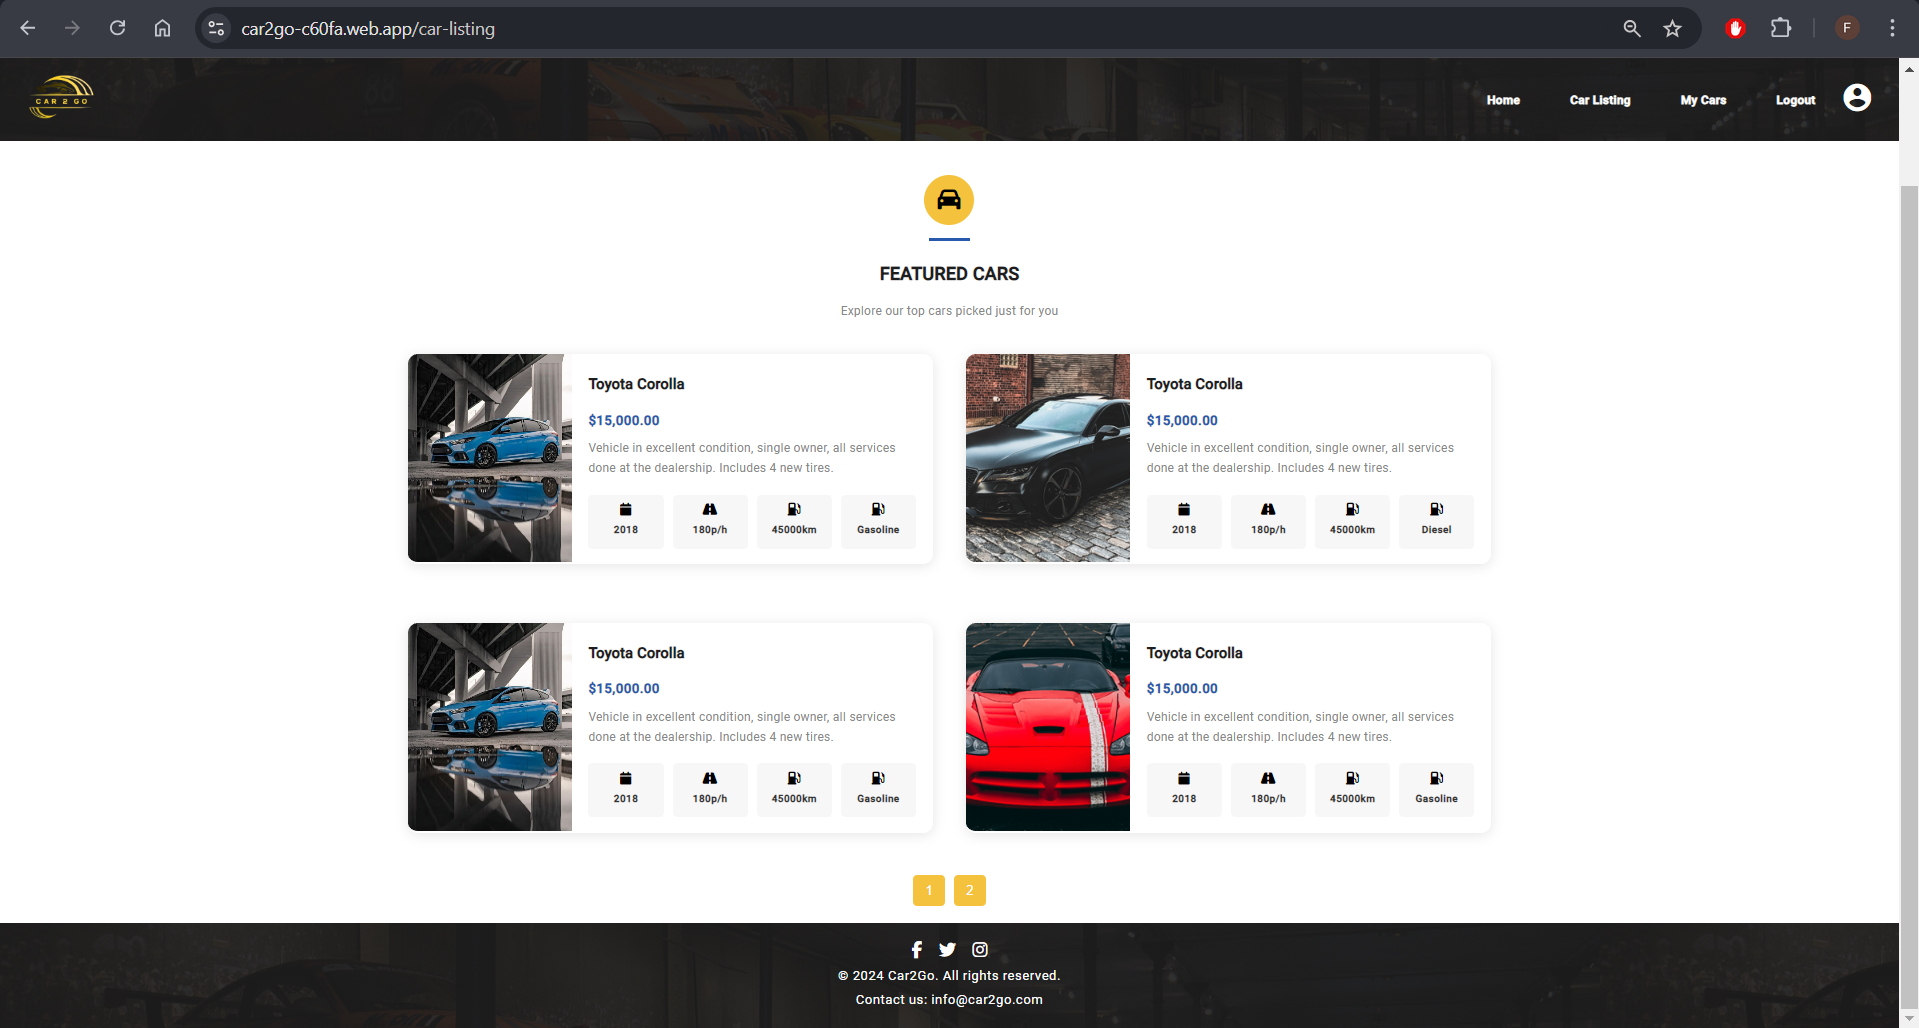 car2go-c60fa.web.app/car-listing
F
CAR 2 GO
Home
Car Listing
My Cars
Logout
FEATURED CARS
Explore our top cars picked just for you
Toyota Corolla
$15,000.00
Vehicle in excellent condition, single owner, all services
done at the dealership. Includes 4 new tires.
2018
180p/h
45000km
Gasoline
Toyota Corolla
$15,000.00
Vehicle in excellent condition, single owner, all services
done at the dealership. Includes 4 new tires.
2018
180p/h
45000km
Diesel
Toyota Corolla
$15,000.00
Vehicle in excellent condition, single owner, all services
done at the dealership. Includes 4 new tires.
2018
180p/h
45000km
Gasoline
Toyota Corolla
$15,000.00
Vehicle in excellent condition, single owner, all services
done at the dealership. Includes 4 new tires.
2018
180p/h
45000km
Gasoline
1 2
© 2024 Car2Go. All rights reserved.
Contact us: info@car2go.com